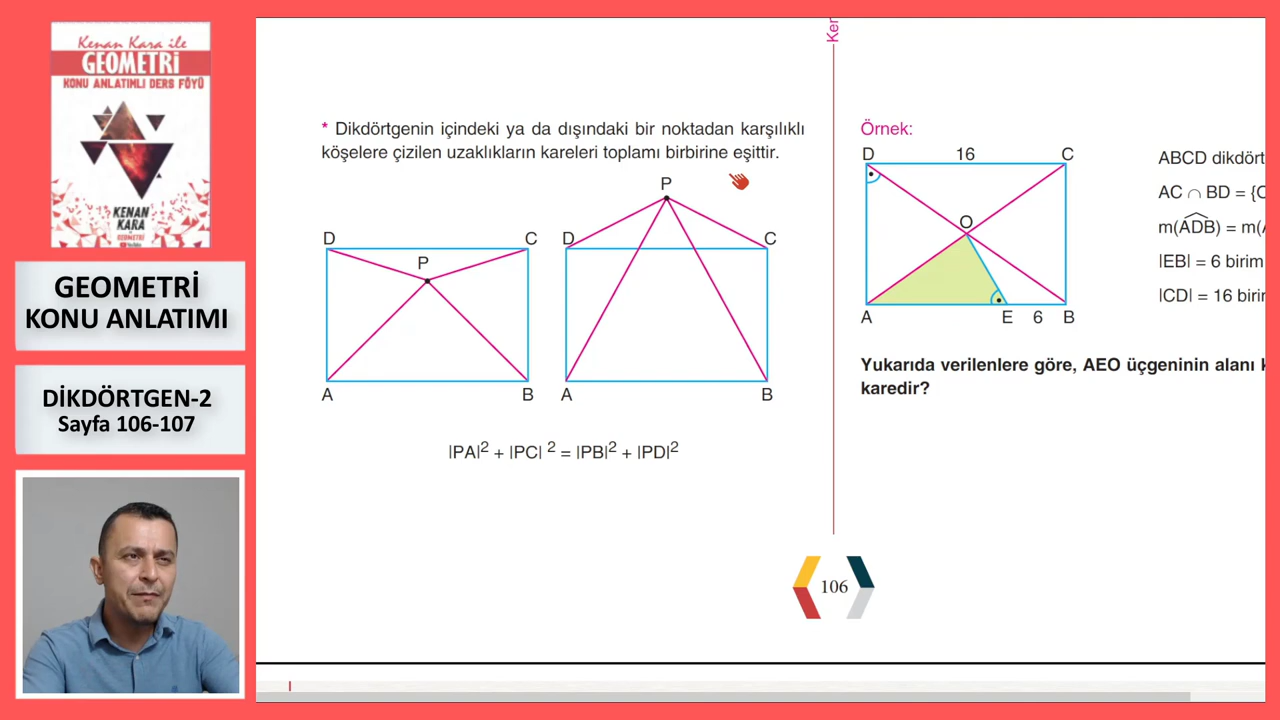 Kenan Kara ile
GEOMETRİ
KONU ANLATIMLI DERS FÖYÜ
KENAN
KARA
GEOMETRİ
KONU ANLATIMI
DİKDÖRTGEN-2
Sayfa 106-107
* Dikdörtgenin içindeki ya da dışındaki bir noktadan karşılıklı
köşelere çizilen uzaklıkların kareleri toplamı birbirine eşittir.
D C P A B
P D C A B
|PA|2 + |PC| 2 = |PB|2 + |PD|2
Ker
Örnek:
D 16 C
O
A E 6 B
ABCD dikdört
AC ∩ BD = {C
m(ADB) = m(A
|EB| = 6 birim
|CD| = 16 birir
Yukarıda verilenlere göre, AEO üçgeninin alanı k
karedir?
106